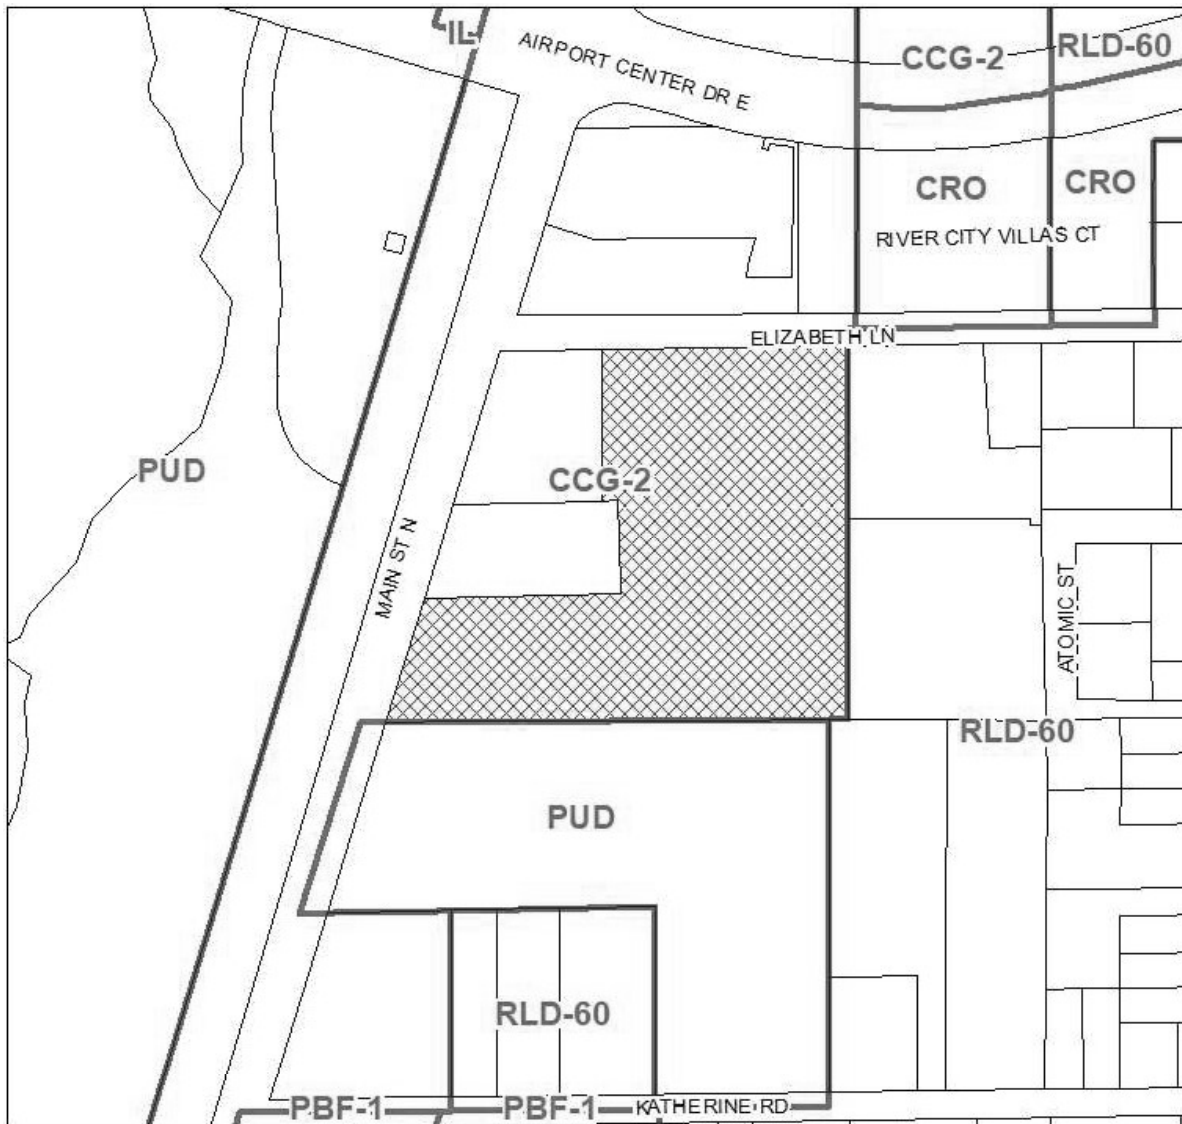 IL
AIRPORT CENTER DR E
CCG-2
RLD-60
CRO
CRO
RIVER CITY VILLAS CT
ELIZABETH LN
PUD
CCG-2
MAIN ST N
ATOMIC ST
RLD-60
PUD
RLD-60
PBF-1
PBF-1
KATHERINE RD